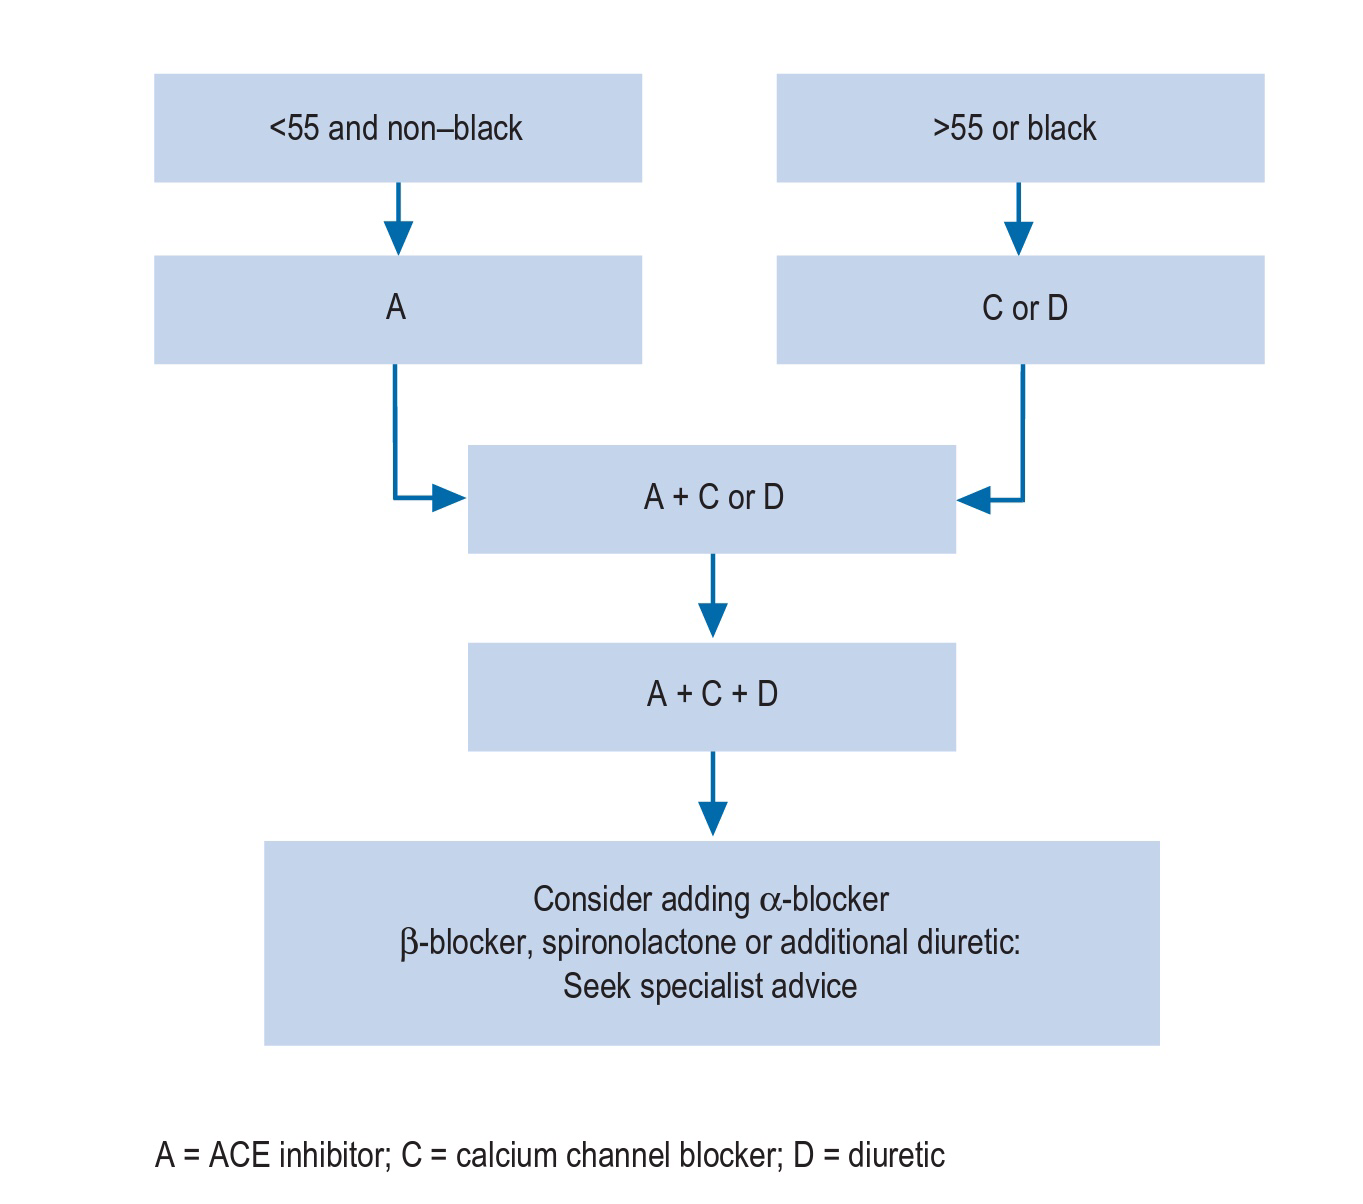 <55 and non–black
>55 or black
A
C or D
A + C or D
A + C + D
Consider adding α-blocker
β-blocker, spironolactone or additional diuretic:
Seek specialist advice
A = ACE inhibitor; C = calcium channel blocker; D = diuretic